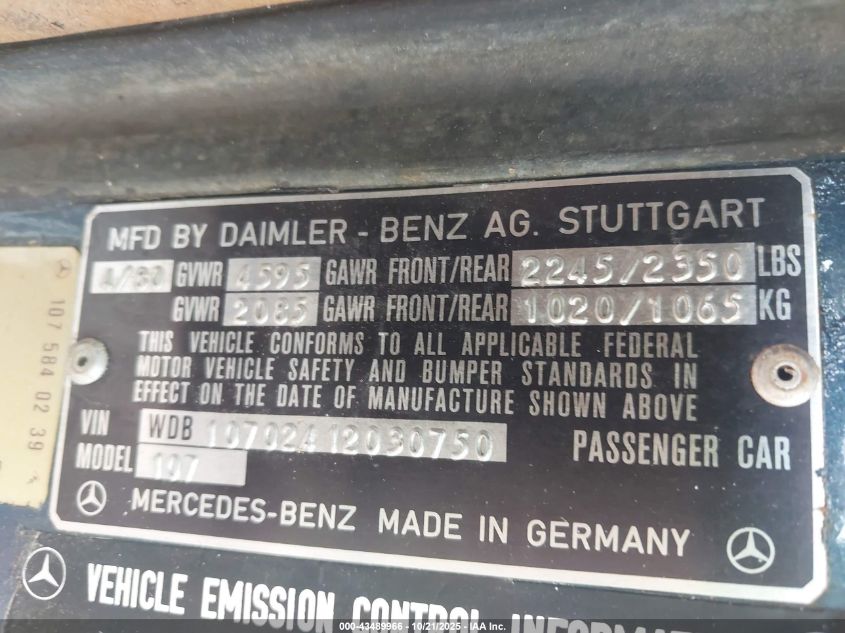 MFD BY DAIMLER - BENZ AG. STUTTGART
4/80 GVWR 4595 GAWR FRONT/REAR 2245/2350 LBS
GVWR 2085 GAWR FRONT/REAR 1020/1065 KG
THIS VEHICLE CONFORMS TO ALL APPLICABLE FEDERAL
MOTOR VEHICLE SAFETY AND BUMPER STANDARDS IN
EFFECT ON THE DATE OF MANUFACTURE SHOWN ABOVE
VIN WDB 10702412030750 PASSENGER CAR
MODEL 107
MERCEDES-BENZ MADE IN GERMANY
107 584 02 39
VEHICLE EMISSION CONTROL
000-43489966 - 10/21/2025 - IAA Inc.